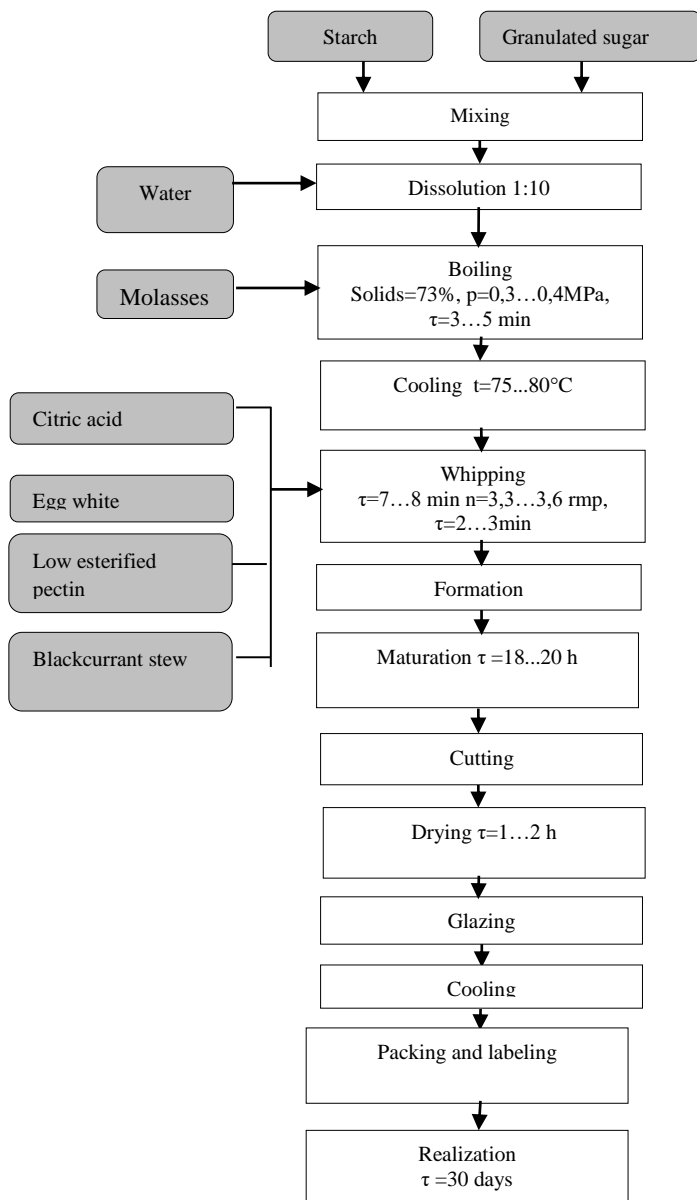 Starch
Granulated sugar
Mixing
Water
Dissolution 1:10
Molasses
Boiling
Solids=73%, p=0,3…0,4MPa,
τ=3…5 min
Cooling t=75...80°C
Citric acid
Egg white
Low esterified
pectin
Blackcurrant stew
Whipping
τ=7…8 min n=3,3…3,6 rmp,
τ=2…3min
Formation
Maturation τ =18...20 h
Cutting
Drying τ=1…2 h
Glazing
Cooling
Packing and labeling
Realization
τ =30 days